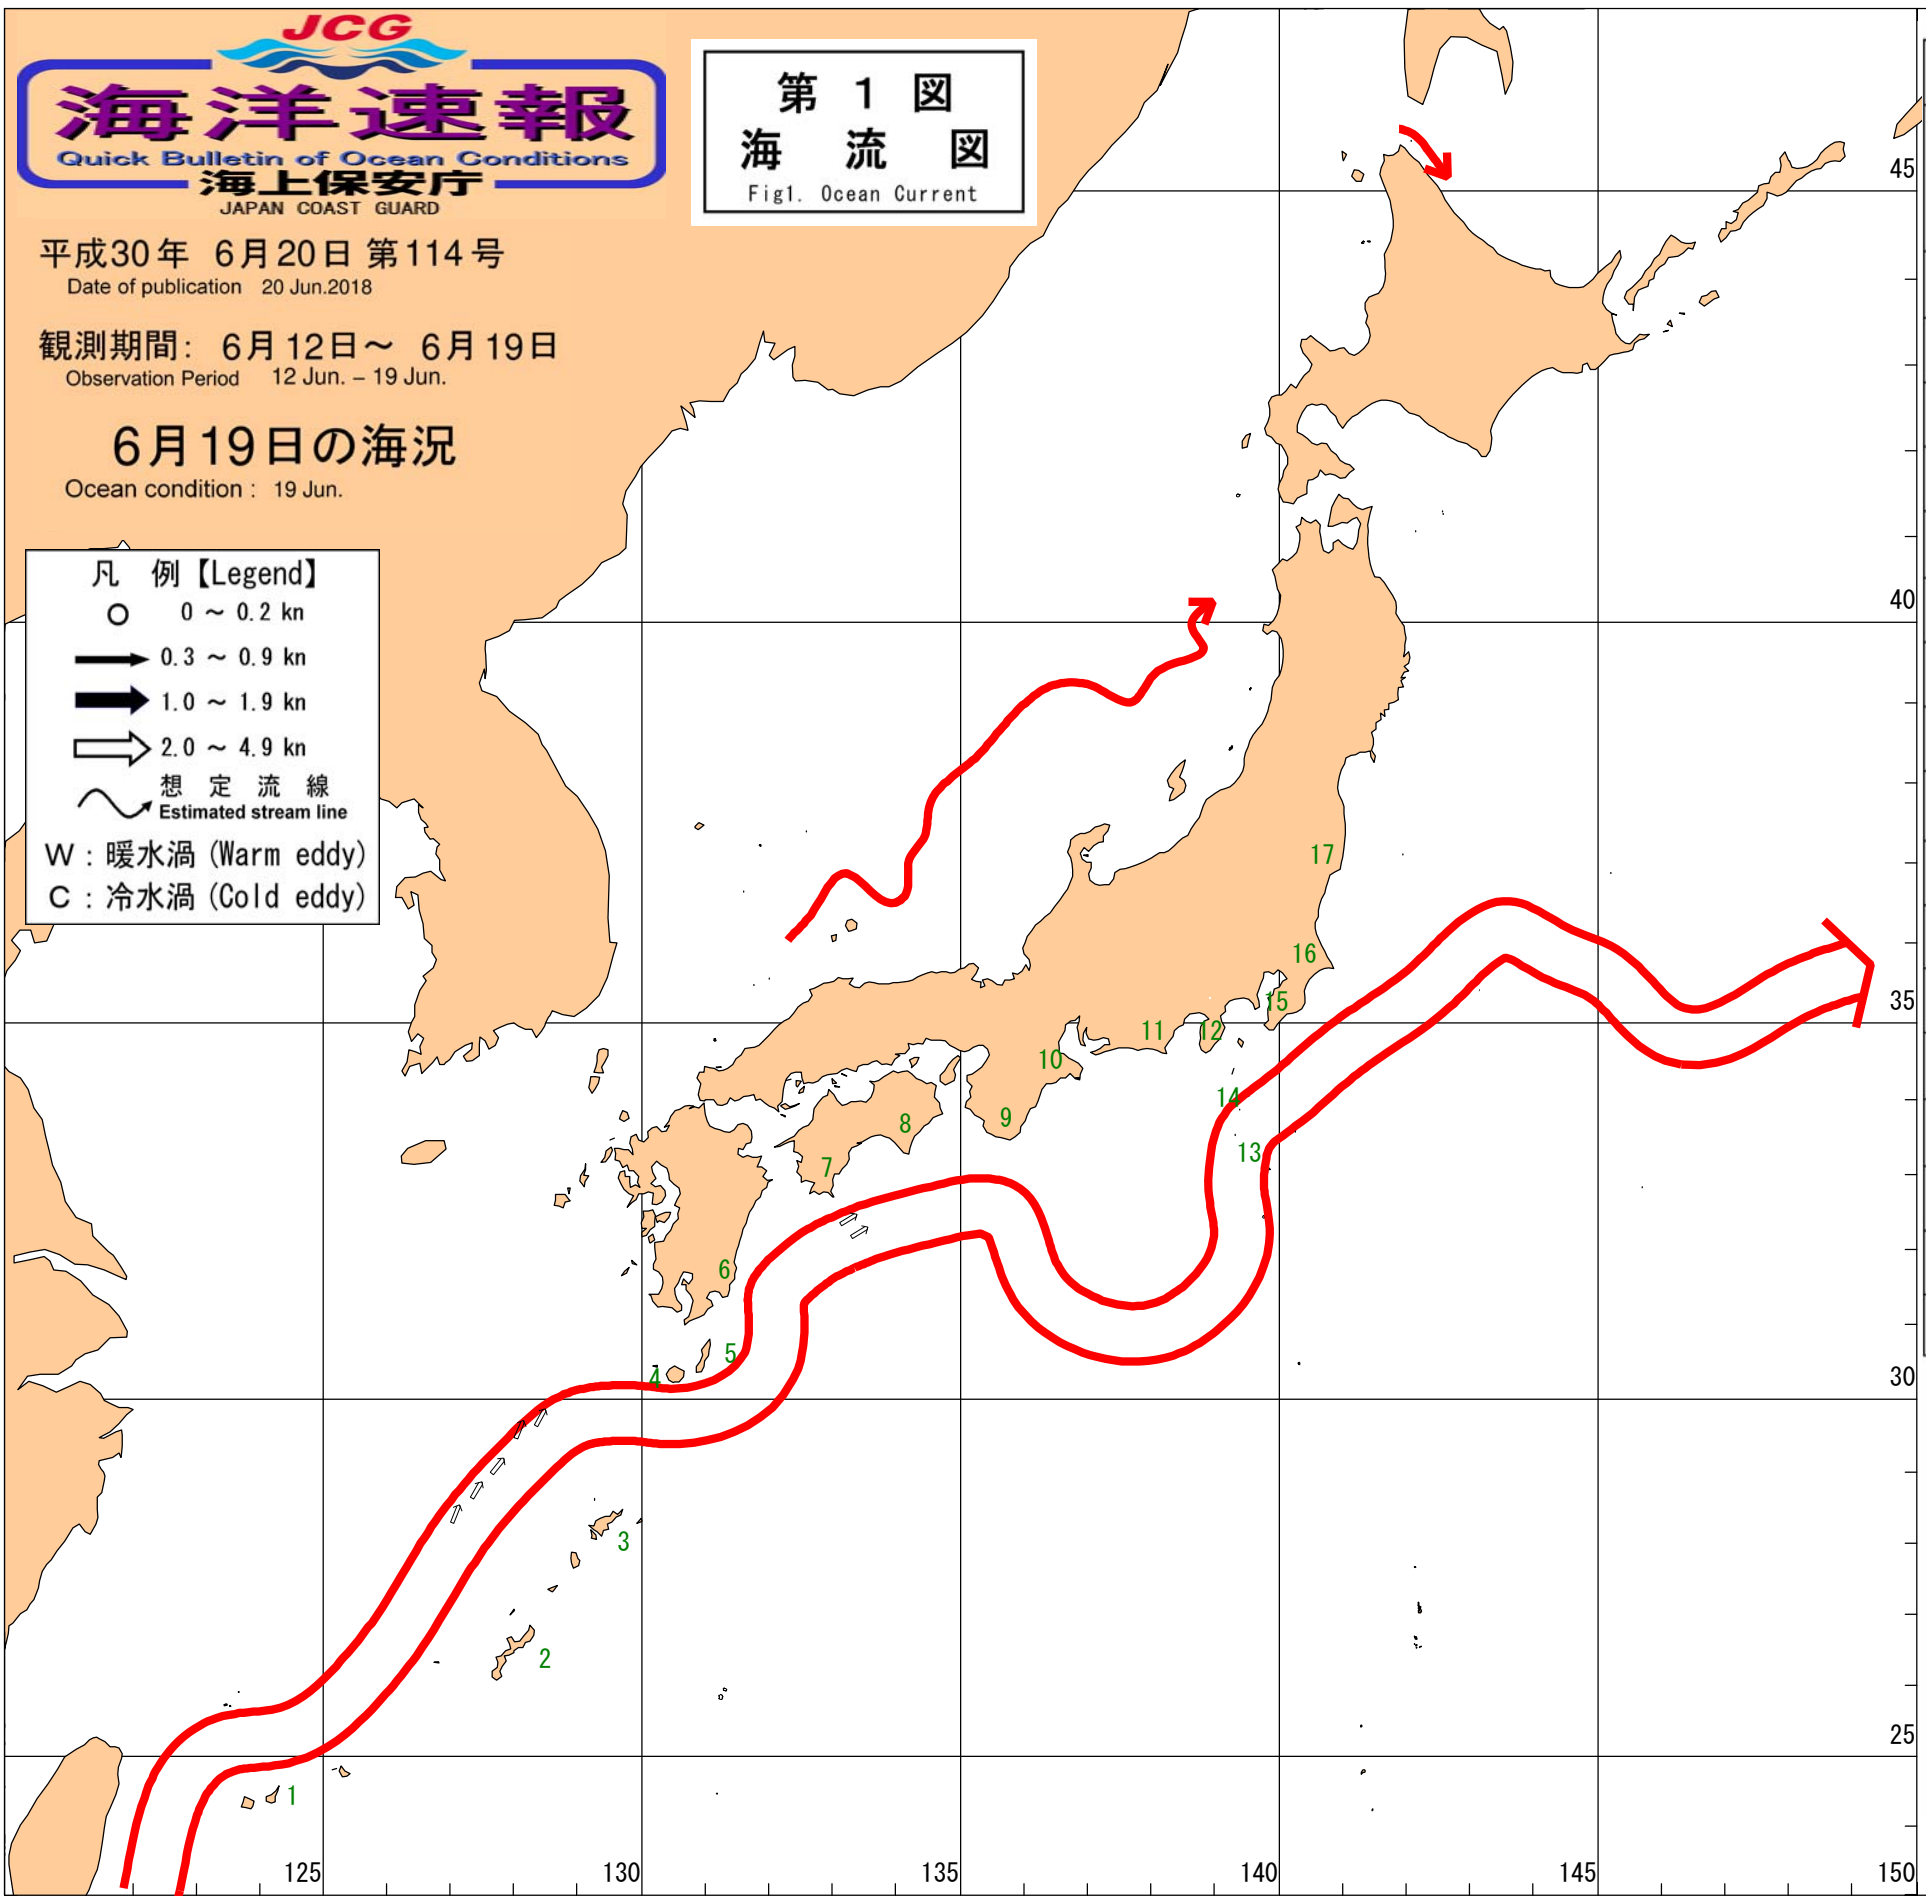 JCG
海洋速報
Quick Bulletin of Ocean Conditions
海上保安庁
JAPAN COAST GUARD
平成30年 6月20日 第114号
Date of publication 20 Jun.2018
観測期間: 6月12日～ 6月19日
Observation Period 12 Jun. – 19 Jun.
6月19日の海況
Ocean condition : 19 Jun.
第 1 図
海 流 図
Fig1. Ocean Current
凡 例【Legend】
0 ～ 0.2 kn
0.3 ～ 0.9 kn
1.0 ～ 1.9 kn
2.0 ～ 4.9 kn
想 定 流 線
Estimated stream line
W : 暖水渦 (Warm eddy)
C : 冷水渦 (Cold eddy)
45
40
17
16
35
15
12
11
10
14
9
8
13
7
6
5
4
30
3
2
25
1
125
130
135
140
145
150